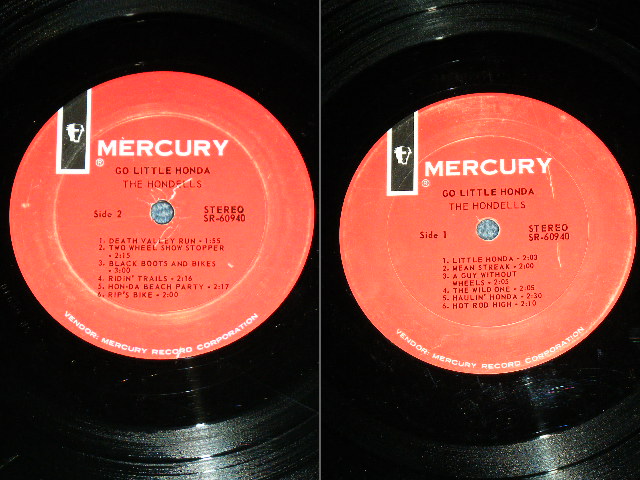 MERCURY
®
GO LITTLE HONDA
THE HONDELLS
Side 2
STEREO
SR-60940
1. DEATH VALLEY RUN • 1:55
2. TWO WHEEL SHOW STOPPER
• 2:15
3. BLACK BOOTS AND BIKES
• 3:00
4. RIDIN' TRAILS • 2:16
5. HON-DA BEACH PARTY • 2:17
6. RIP'S BIKE • 2:00
VENDOR: MERCURY RECORD CORPORATION
MERCURY
®
GO LITTLE HONDA
THE HONDELLS
Side 1
STEREO
SR-60940
1. LITTLE HONDA • 2:03
2. MEAN STREAK • 2:00
3. A GUY WITHOUT
WHEELS • 2:05
4. THE WILD ONE • 2:05
5. HAULIN' HONDA • 2:30
6. HOT ROD HIGH • 2:10
VENDOR: MERCURY RECORD CORPORATION